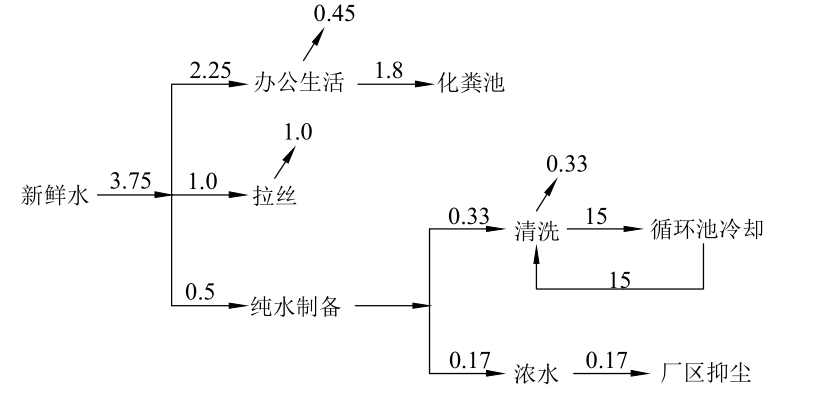 0.45
2.25 办公生活 1.8 化粪池
1.0
新鲜水 3.75 1.0 拉丝
0.33
0.33 清洗 15 循环池冷却
15
0.5 纯水制备
0.17 浓水 0.17 厂区抑尘